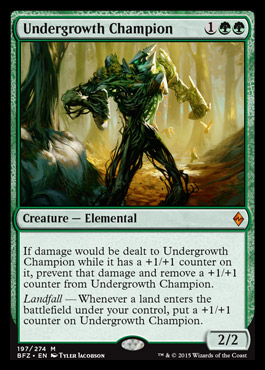 Undergrowth Champion 1
Creature — Elemental
If damage would be dealt to Undergrowth
Champion while it has a +1/+1 counter on
it, prevent that damage and remove a +1/+1
counter from Undergrowth Champion.
Landfall — Whenever a land enters the
battlefield under your control, put a +1/+1
counter on Undergrowth Champion.
2/2
197/274 M
BFZ • EN Tyler Jacobson
™ & © 2015 Wizards of the Coast